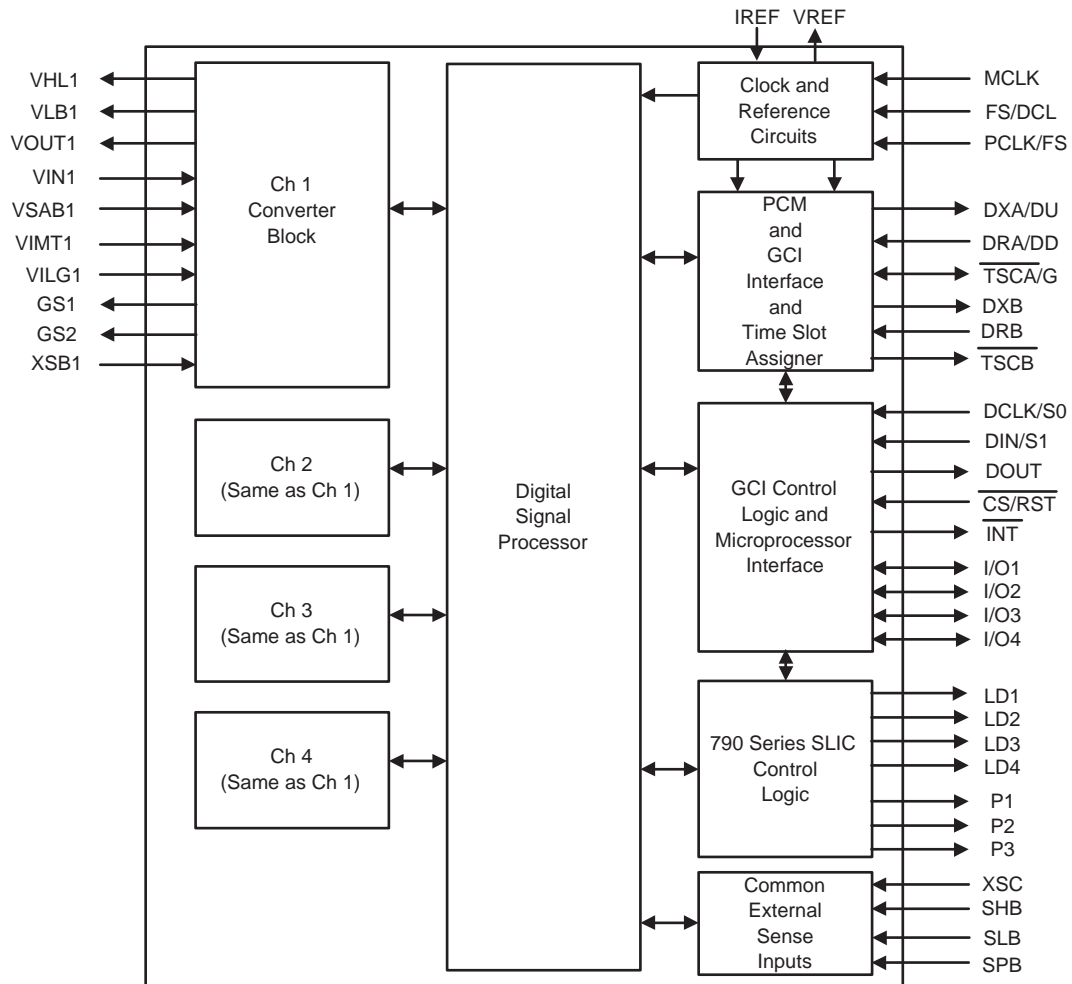 IREF VREF
VHL1
VLB1
VOUT1
VIN1
VSAB1
VIMT1
VILG1
GS1
GS2
XSB1
Ch 1
Converter
Block
Ch 2
(Same as Ch 1)
Ch 3
(Same as Ch 1)
Ch 4
(Same as Ch 1)
Digital
Signal
Processor
Clock and
Reference
Circuits
PCM
and
GCI
Interface
and
Time Slot
Assigner
GCI Control
Logic and
Microprocessor
Interface
790 Series SLIC
Control
Logic
Common
External
Sense
Inputs
MCLK
FS/DCL
PCLK/FS
DXA/DU
DRA/DD
TSCA/G
DXB
DRB
TSCB
DCLK/S0
DIN/S1
DOUT
CS/RST
INT
I/O1
I/O2
I/O3
I/O4
LD1
LD2
LD3
LD4
P1
P2
P3
XSC
SHB
SLB
SPB